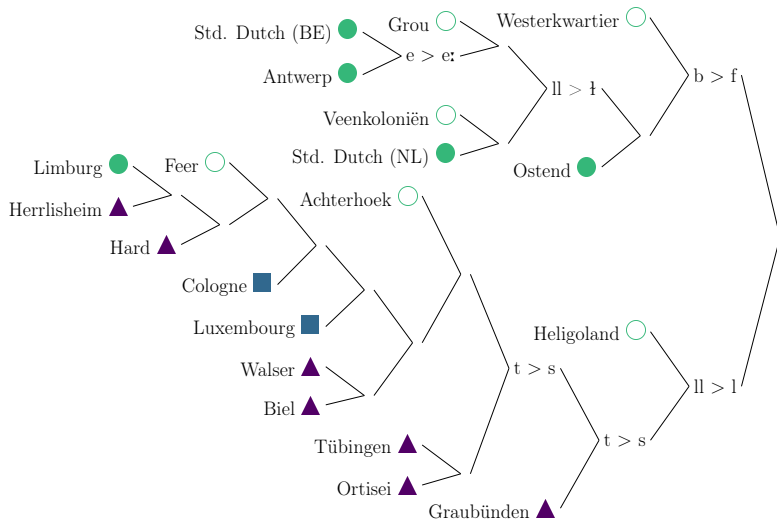 Std. Dutch (BE)
Grou
Westerkwartier
e > eː
Antwerp
b > f
ll > ł
Veenkoloniën
Std. Dutch (NL)
Limburg
Feer
Ostend
Achterhoek
Herrlisheim
Hard
Cologne
Luxembourg
Heligoland
Walser
t > s
ll > l
Biel
Tübingen
t > s
Ortisei
Graubünden